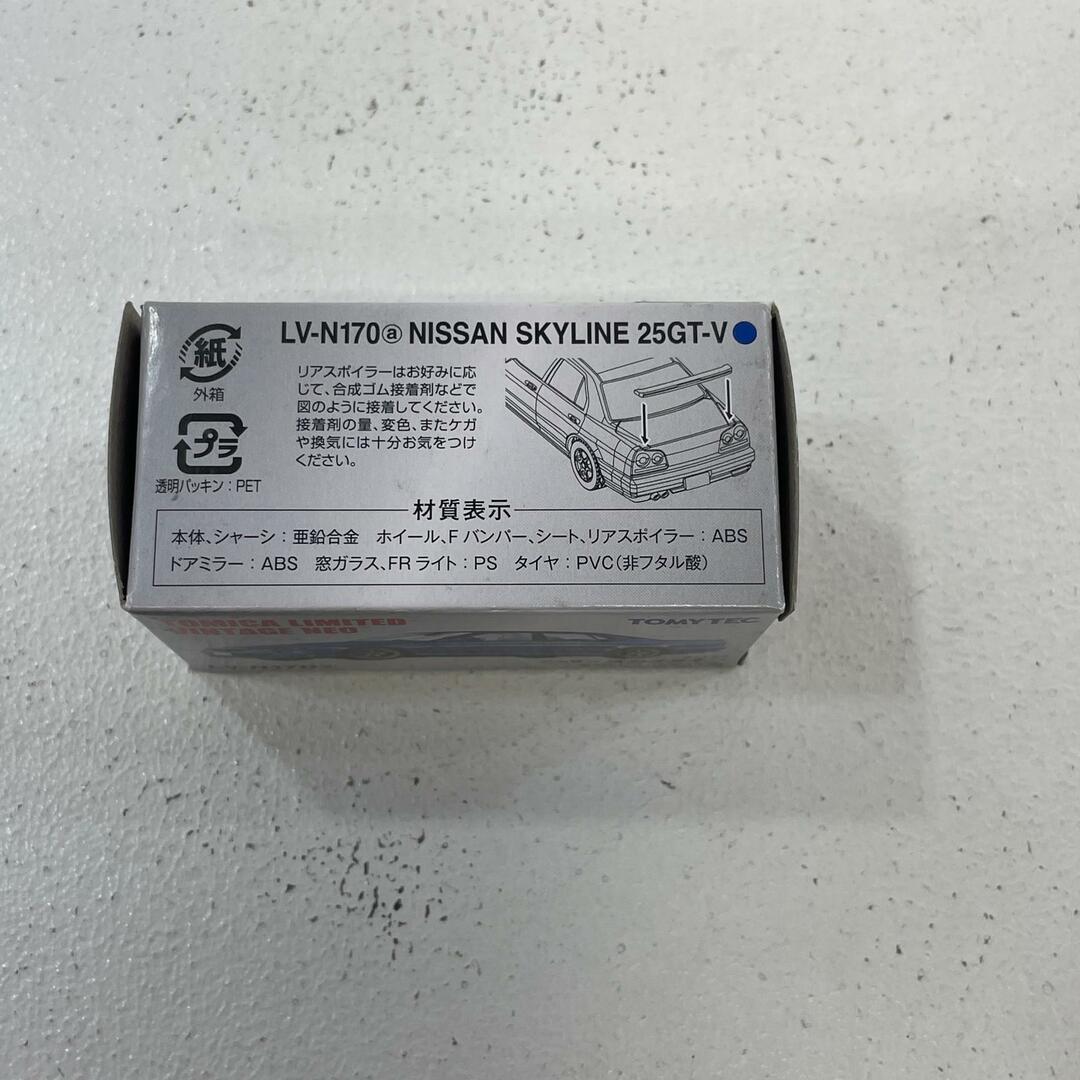 LV-N170ⓐ NISSAN SKYLINE 25GT-V
紙
外箱
プラ
透明パッキン：PET
リアスポイラーはお好みに応
じて、合成ゴム接着剤などで
図のように接着してください。
接着剤の量、変色、またケガ
や換気には十分お気をつけ
ください。
材質表示
本体、シャーシ：亜鉛合金 ホイール、Fバンパー、シート、リアスポイラー：ABS
ドアミラー：ABS 窓ガラス、FRライト：PS タイヤ：PVC（非フタル酸）
TOMICA LIMITED
VINTAGE NEO
TOMYTEC